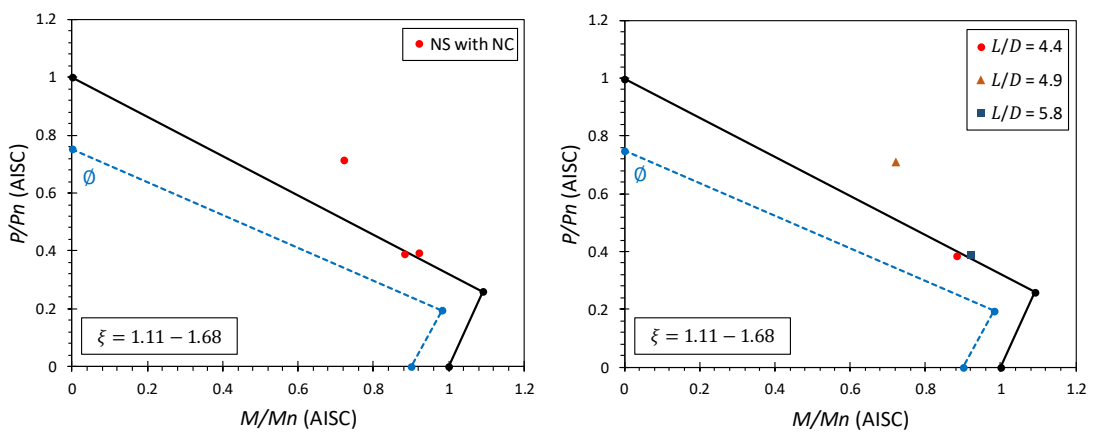 1.2
1
0.8
0.6
0.4
0.2
0
0 0.2 0.4 0.6 0.8 1 1.2
P/Pn (AISC)
M/Mn (AISC)
NS with NC
Ø
ξ = 1.11 − 1.68
1.2
1
0.8
0.6
0.4
0.2
0
0 0.2 0.4 0.6 0.8 1 1.2
P/Pn (AISC)
M/Mn (AISC)
L/D = 4.4
L/D = 4.9
L/D = 5.8
Ø
ξ = 1.11 − 1.68